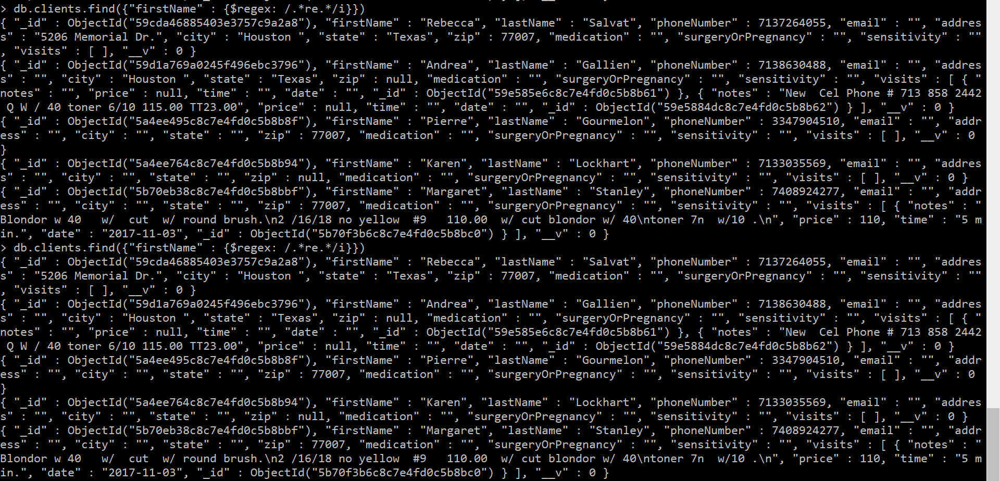 > db.clients.find({"firstName" : {$regex: /.*re.*/i}})
{ "_id" : ObjectId("59cda46885403e3757c9a2a8"), "firstName" : "Rebecca", "lastName" : "Salvat", "phoneNumber" : 7137264055, "email" : "", "addres
s" : "5206 Memorial Dr.", "city" : "Houston ", "state" : "Texas", "zip" : 77007, "medication" : "", "surgeryOrPregnancy" : "", "sensitivity" : ""
, "visits" : [ ], "__v" : 0 }
{ "_id" : ObjectId("59d1a769a0245f496ebc3796"), "firstName" : "Andrea", "lastName" : "Gallien", "phoneNumber" : 7138630488, "email" : "", "addres
s" : "", "city" : "Houston ", "state" : "Texas", "zip" : null, "medication" : "", "surgeryOrPregnancy" : "", "sensitivity" : "", "visits" : [ { "
notes" : "", "price" : null, "time" : "", "date" : "", "_id" : ObjectId("59e585e6c8c7e4fd0c5b8b61") }, { "notes" : "New  Cel Phone # 713 858 2442
 Q W / 40 toner 6/10 115.00 TT23.00", "price" : null, "time" : "", "date" : "", "_id" : ObjectId("59e5884dc8c7e4fd0c5b8b62") } ], "__v" : 0 }
{ "_id" : ObjectId("5a4ee495c8c7e4fd0c5b8b8f"), "firstName" : "Pierre", "lastName" : "Gourmelon", "phoneNumber" : 3347904510, "email" : "", "addr
ess" : "", "city" : "", "state" : "", "zip" : 77007, "medication" : "", "surgeryOrPregnancy" : "", "sensitivity" : "", "visits" : [ ], "__v" : 0
}
{ "_id" : ObjectId("5a4ee764c8c7e4fd0c5b8b94"), "firstName" : "Karen", "lastName" : "Lockhart", "phoneNumber" : 7133035569, "email" : "", "addres
s" : "", "city" : "", "state" : "", "zip" : null, "medication" : "", "surgeryOrPregnancy" : "", "sensitivity" : "", "visits" : [ ], "__v" : 0 }
{ "_id" : ObjectId("5b70eb38c8c7e4fd0c5b8bbf"), "firstName" : "Margaret", "lastName" : "Stanley", "phoneNumber" : 7408924277, "email" : "", "addr
ess" : "", "city" : "", "state" : "", "zip" : 77007, "medication" : "", "surgeryOrPregnancy" : "", "sensitivity" : "", "visits" : [ { "notes" : "
Blondor w 40   w/  cut  w/ round brush.\n2 /16/18 no yellow  #9   110.00  w/ cut blondor w/ 40\ntoner 7n  w/10 .\n", "price" : 110, "time" : "5 m
in.", "date" : "2017-11-03", "_id" : ObjectId("5b70f3b6c8c7e4fd0c5b8bc0") } ], "__v" : 0 }
> db.clients.find({"firstName" : {$regex: /.*re.*/i}})
{ "_id" : ObjectId("59cda46885403e3757c9a2a8"), "firstName" : "Rebecca", "lastName" : "Salvat", "phoneNumber" : 7137264055, "email" : "", "addres
s" : "5206 Memorial Dr.", "city" : "Houston ", "state" : "Texas", "zip" : 77007, "medication" : "", "surgeryOrPregnancy" : "", "sensitivity" : ""
, "visits" : [ ], "__v" : 0 }
{ "_id" : ObjectId("59d1a769a0245f496ebc3796"), "firstName" : "Andrea", "lastName" : "Gallien", "phoneNumber" : 7138630488, "email" : "", "addres
s" : "", "city" : "Houston ", "state" : "Texas", "zip" : null, "medication" : "", "surgeryOrPregnancy" : "", "sensitivity" : "", "visits" : [ { "
notes" : "", "price" : null, "time" : "", "date" : "", "_id" : ObjectId("59e585e6c8c7e4fd0c5b8b61") }, { "notes" : "New  Cel Phone # 713 858 2442
 Q W / 40 toner 6/10 115.00 TT23.00", "price" : null, "time" : "", "date" : "", "_id" : ObjectId("59e5884dc8c7e4fd0c5b8b62") } ], "__v" : 0 }
{ "_id" : ObjectId("5a4ee495c8c7e4fd0c5b8b8f"), "firstName" : "Pierre", "lastName" : "Gourmelon", "phoneNumber" : 3347904510, "email" : "", "addr
ess" : "", "city" : "", "state" : "", "zip" : 77007, "medication" : "", "surgeryOrPregnancy" : "", "sensitivity" : "", "visits" : [ ], "__v" : 0
}
{ "_id" : ObjectId("5a4ee764c8c7e4fd0c5b8b94"), "firstName" : "Karen", "lastName" : "Lockhart", "phoneNumber" : 7133035569, "email" : "", "addres
s" : "", "city" : "", "state" : "", "zip" : null, "medication" : "", "surgeryOrPregnancy" : "", "sensitivity" : "", "visits" : [ ], "__v" : 0 }
{ "_id" : ObjectId("5b70eb38c8c7e4fd0c5b8bbf"), "firstName" : "Margaret", "lastName" : "Stanley", "phoneNumber" : 7408924277, "email" : "", "addr
ess" : "", "city" : "", "state" : "", "zip" : 77007, "medication" : "", "surgeryOrPregnancy" : "", "sensitivity" : "", "visits" : [ { "notes" : "
Blondor w 40   w/  cut  w/ round brush.\n2 /16/18 no yellow  #9   110.00  w/ cut blondor w/ 40\ntoner 7n  w/10 .\n", "price" : 110, "time" : "5 m
in.", "date" : "2017-11-03", "_id" : ObjectId("5b70f3b6c8c7e4fd0c5b8bc0") } ], "__v" : 0 }